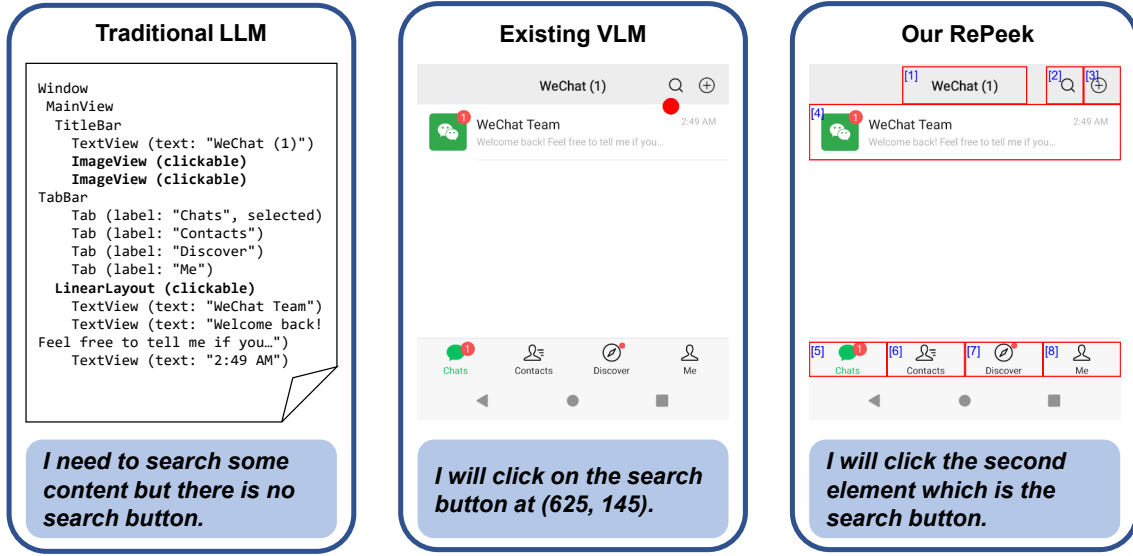 Traditional LLM
Window
MainView
TitleBar
TextView (text: "WeChat (1)")
ImageView (clickable)
ImageView (clickable)
TabBar
Tab (label: "Chats", selected)
Tab (label: "Contacts")
Tab (label: "Discover")
Tab (label: "Me")
LinearLayout (clickable)
TextView (text: "WeChat Team")
TextView (text: "Welcome back!
Feel free to tell me if you…")
TextView (text: "2:49 AM")
I need to search some
content but there is no
search button.
Existing VLM
WeChat (1)
1
WeChat Team
2:49 AM
Welcome back! Feel free to tell me if you...
1
Chats
Contacts
Discover
Me
I will click on the search
button at (625, 145).
Our RePeek
[1]
WeChat (1)
[2]
[3]
[4]
1
WeChat Team
2:49 AM
Welcome back! Feel free to tell me if you...
[5]
1
Chats
[6]
Contacts
[7]
Discover
[8]
Me
I will click the second
element which is the
search button.